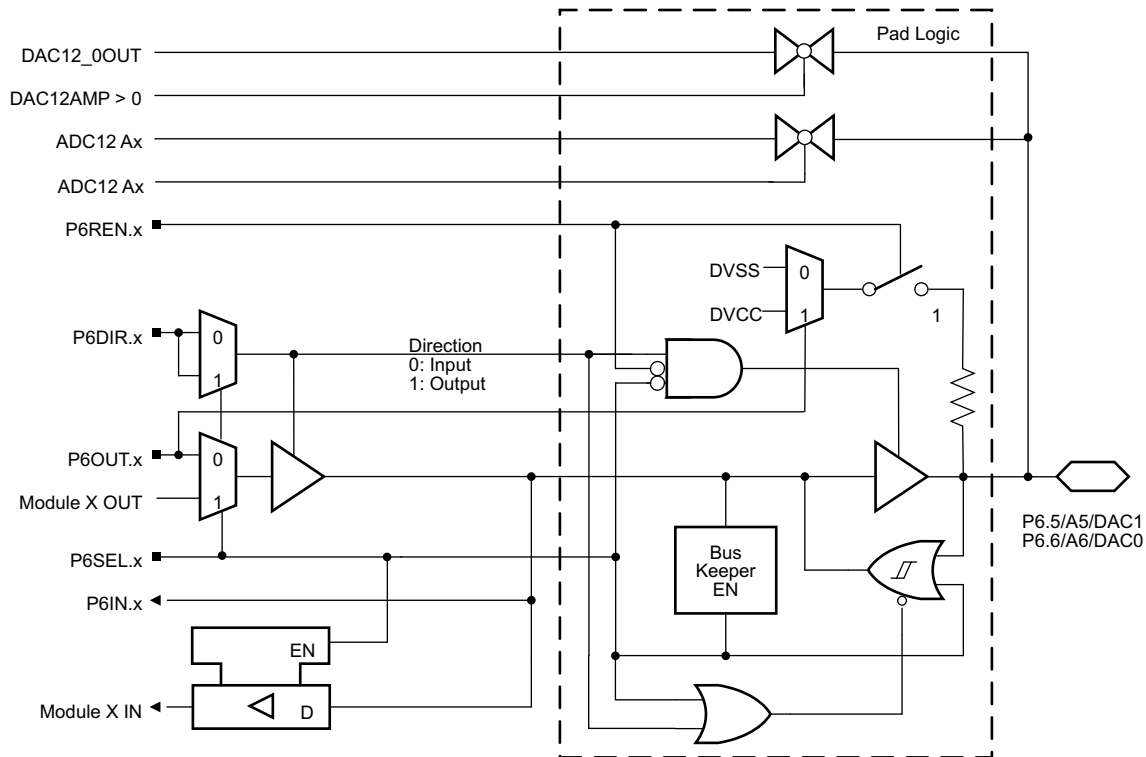 Pad Logic
DAC12_0OUT
DAC12AMP > 0
ADC12 Ax
ADC12 Ax
P6REN.x
DVSS
0
DVCC
1
1
P6DIR.x
0
1
Direction
0: Input
1: Output
P6OUT.x
0
Module X OUT
1
P6.5/A5/DAC1
P6.6/A6/DAC0
P6SEL.x
Bus
Keeper
EN
P6IN.x
EN
Module X IN
D